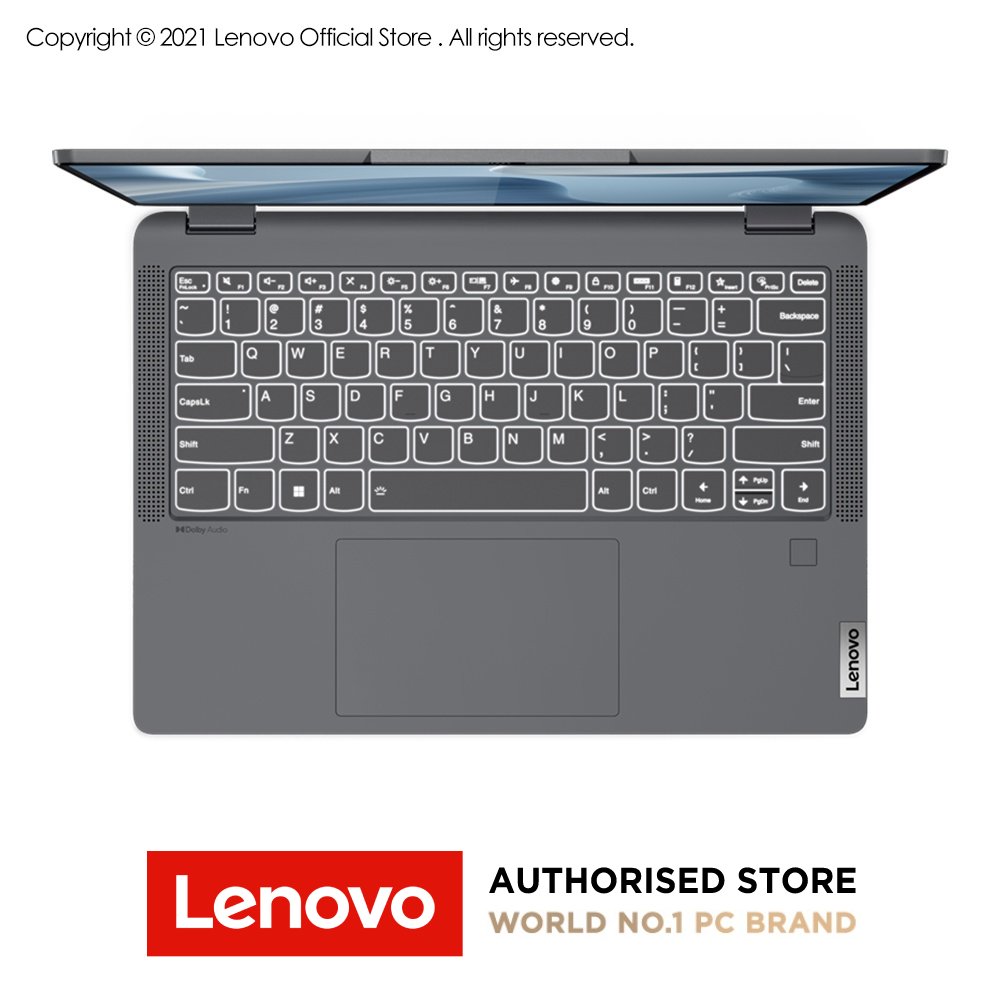 Copyright © 2021 Lenovo Official Store . All rights reserved.
Esc FnLock F1 F2 F3 F4 F5 F6 F7 F8 F9 F10 F11 F12 Insert PrtSc Delete
~ ! @ # $ % ^ & * ( ) — + Backspace
` 1 2 3 4 5 6 7 8 9 0 - =
Tab Q W E R T Y U I O P { } |
[ ] \
CapsLk A S D F G H J K L : " Enter
; '
Shift Z X C V B N M < > ? Shift
, . /
Ctrl Fn Alt Alt Ctrl Home PgUp PgDn End
Dolby Audio
Lenovo
Lenovo
AUTHORISED STORE
WORLD NO.1 PC BRAND